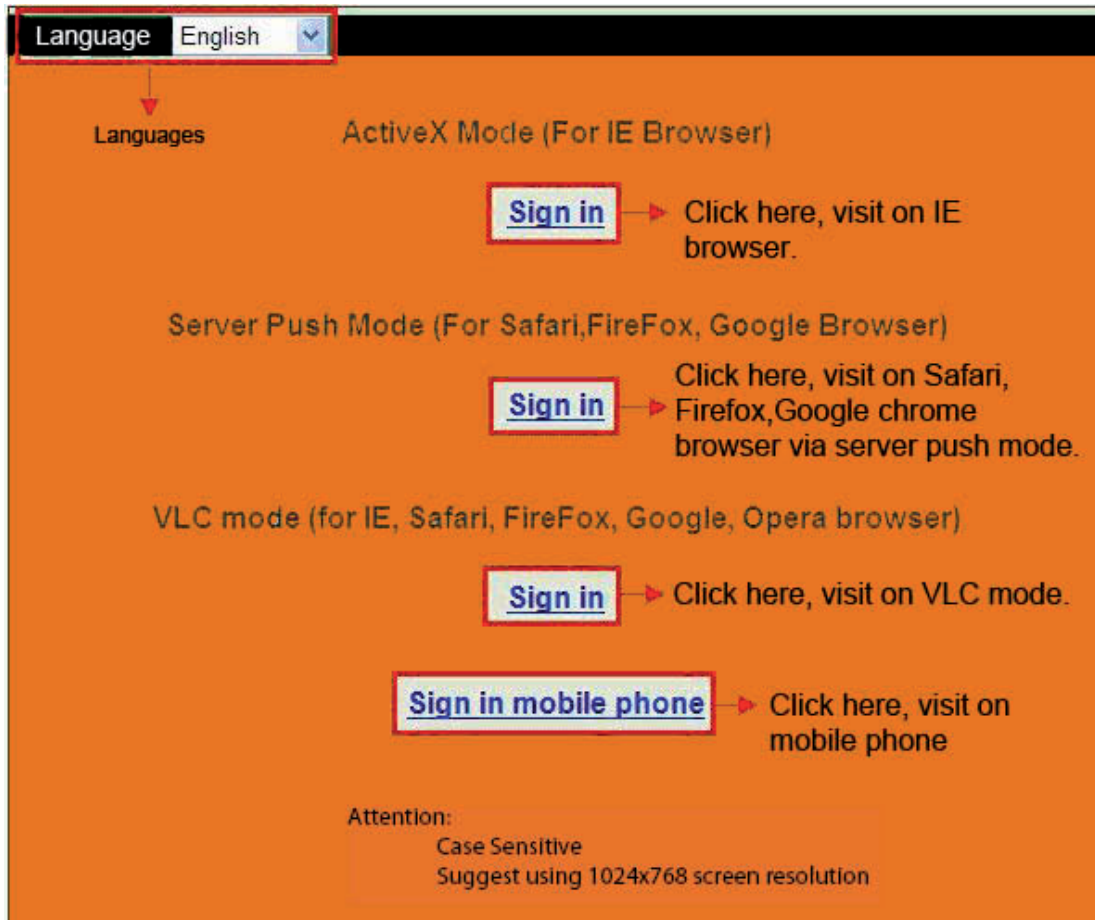 Language English
Languages
ActiveX Mode (For IE Browser)
Sign in
Click here, visit on IE
browser.
Server Push Mode (For Safari,FireFox, Google Browser)
Sign in
Click here, visit on Safari,
Firefox,Google chrome
browser via server push mode.
VLC mode (for IE, Safari, FireFox, Google, Opera browser)
Sign in
Click here, visit on VLC mode.
Sign in mobile phone
Click here, visit on
mobile phone
Attention:
Case Sensitive
Suggest using 1024x768 screen resolution